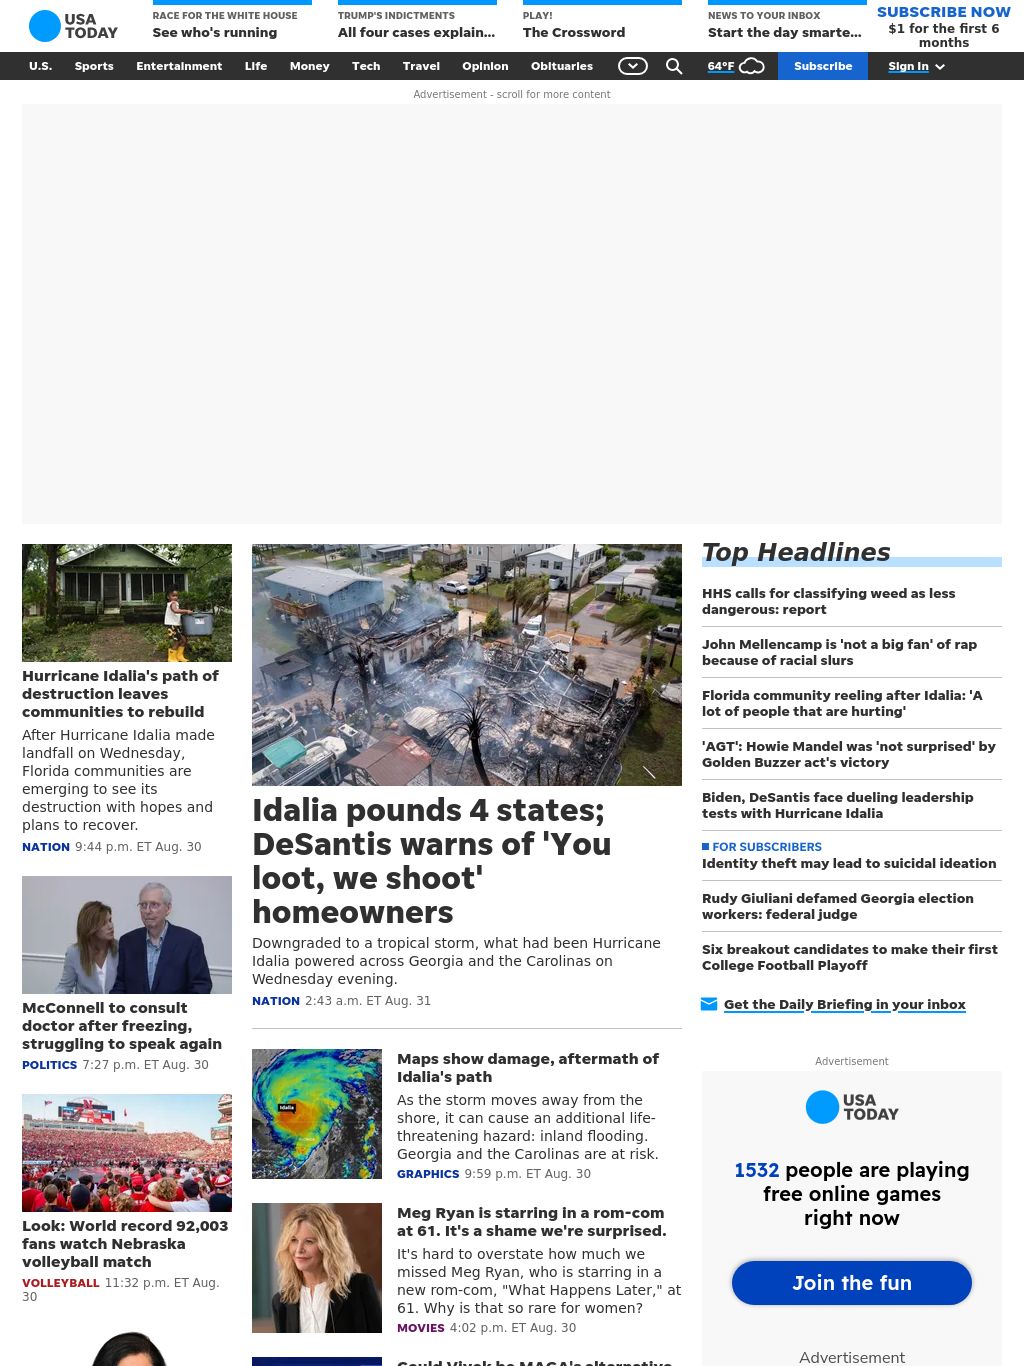 USA
TODAY
RACE FOR THE WHITE HOUSE
See who's running
TRUMP'S INDICTMENTS
All four cases explain...
PLAY!
The Crossword
NEWS TO YOUR INBOX
Start the day smarte...
SUBSCRIBE NOW
$1 for the first 6
months
U.S. Sports Entertainment Life Money Tech Travel Opinion Obituaries 64°F Subscribe Sign In
Advertisement - scroll for more content
Hurricane Idalia's path of
destruction leaves
communities to rebuild
After Hurricane Idalia made
landfall on Wednesday,
Florida communities are
emerging to see its
destruction with hopes and
plans to recover.
NATION 9:44 p.m. ET Aug. 30
McConnell to consult
doctor after freezing,
struggling to speak again
POLITICS 7:27 p.m. ET Aug. 30
Look: World record 92,003
fans watch Nebraska
volleyball match
VOLLEYBALL 11:32 p.m. ET Aug.
30
Idalia pounds 4 states;
DeSantis warns of 'You
loot, we shoot'
homeowners
Downgraded to a tropical storm, what had been Hurricane
Idalia powered across Georgia and the Carolinas on
Wednesday evening.
NATION 2:43 a.m. ET Aug. 31
Idalia
Maps show damage, aftermath of
Idalia's path
As the storm moves away from the
shore, it can cause an additional life-
threatening hazard: inland flooding.
Georgia and the Carolinas are at risk.
GRAPHICS 9:59 p.m. ET Aug. 30
Meg Ryan is starring in a rom-com
at 61. It's a shame we're surprised.
It's hard to overstate how much we
missed Meg Ryan, who is starring in a
new rom-com, "What Happens Later," at
61. Why is that so rare for women?
MOVIES 4:02 p.m. ET Aug. 30
Could Vivek be MAGA's alternative
Top Headlines
HHS calls for classifying weed as less
dangerous: report
John Mellencamp is 'not a big fan' of rap
because of racial slurs
Florida community reeling after Idalia: 'A
lot of people that are hurting'
'AGT': Howie Mandel was 'not surprised' by
Golden Buzzer act's victory
Biden, DeSantis face dueling leadership
tests with Hurricane Idalia
FOR SUBSCRIBERS
Identity theft may lead to suicidal ideation
Rudy Giuliani defamed Georgia election
workers: federal judge
Six breakout candidates to make their first
College Football Playoff
Get the Daily Briefing in your inbox
Advertisement
USA
TODAY
1532 people are playing
free online games
right now
Join the fun
Advertisement